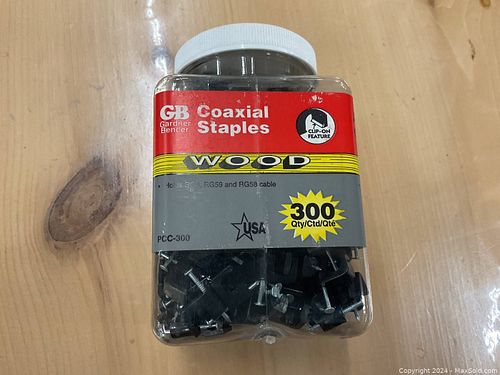 GB
Gardner
Bender
Coaxial
Staples
CLIP-ON
FEATURE
WOOD
RG59 and RG58 cable
300
Qty/Ctd/Qté
USA
PCC-300
Copyright 2024 - MaxSold.com